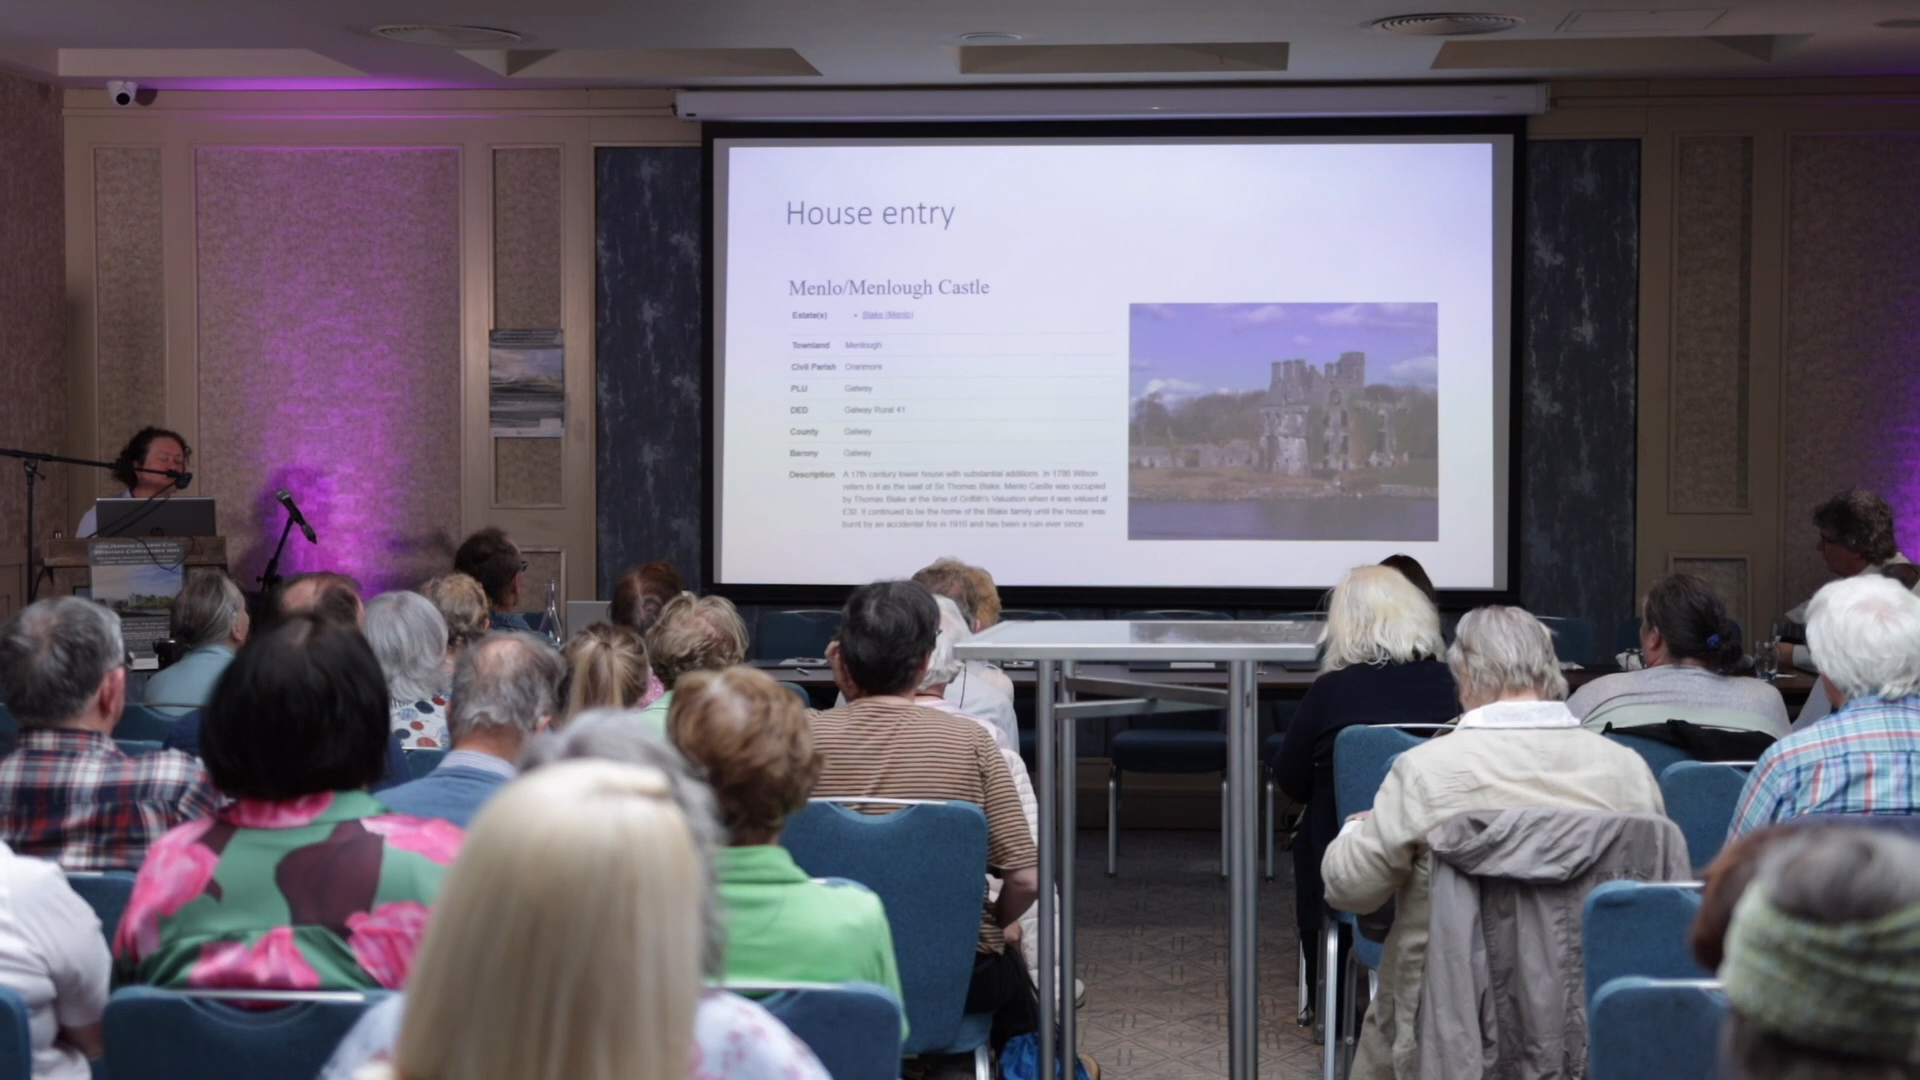 House entry
Menlo/Menlough Castle
Estate(s) • Blake (Menlo)
Townland Menlough
Civil Parish Oranmore
PLU Galway
DED Galway Rural 41
County Galway
Barony Galway
Description A 17th century tower house with substantial additions. In 1786 Wilson
refers to it as the seat of Sir Thomas Blake. Menlo Castle was occupied
by Thomas Blake at the time of Griffith's Valuation when it was valued at
£30. It continued to be the home of the Blake family until the house was
burnt by an accidental fire in 1910 and has been a ruin ever since